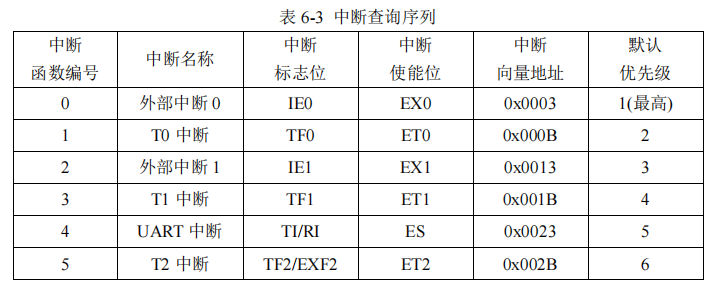 表 6-3 中断查询序列
中断 函数编号 中断名称 中断 标志位 中断 使能位 中断 向量地址 默认 优先级
0 外部中断 0 IE0 EX0 0x0003 1(最高)
1 T0 中断 TF0 ET0 0x000B 2
2 外部中断 1 IE1 EX1 0x0013 3
3 T1 中断 TF1 ET1 0x001B 4
4 UART 中断 TI/RI ES 0x0023 5
5 T2 中断 TF2/EXF2 ET2 0x002B 6